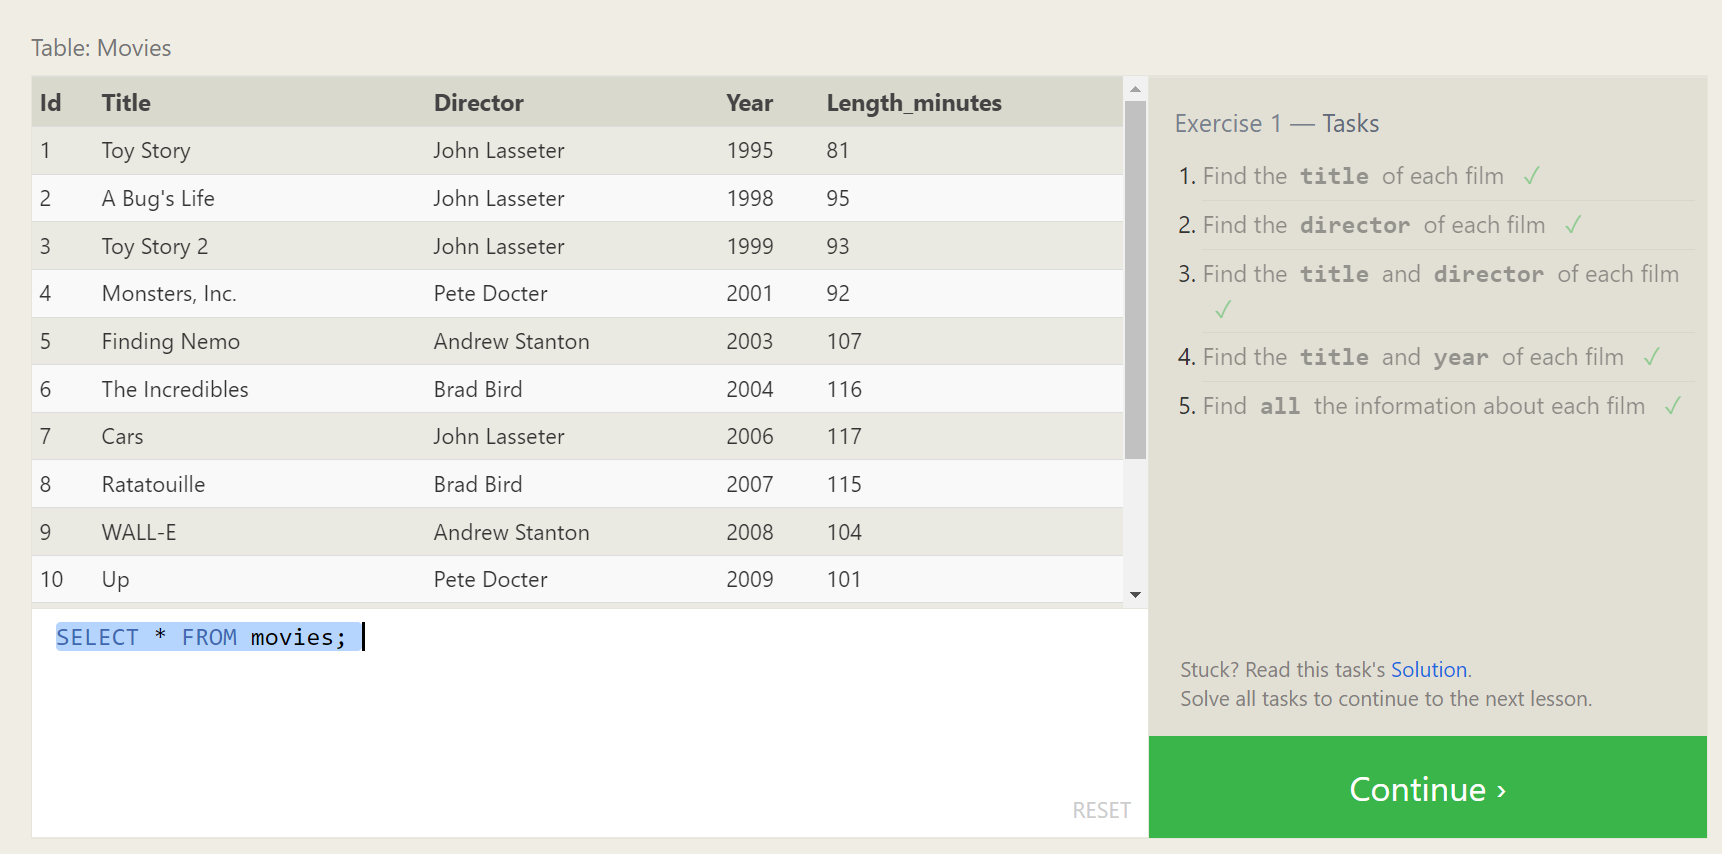 Table: Movies
Id Title Director Year Length_minutes
1 Toy Story John Lasseter 1995 81
2 A Bug's Life John Lasseter 1998 95
3 Toy Story 2 John Lasseter 1999 93
4 Monsters, Inc. Pete Docter 2001 92
5 Finding Nemo Andrew Stanton 2003 107
6 The Incredibles Brad Bird 2004 116
7 Cars John Lasseter 2006 117
8 Ratatouille Brad Bird 2007 115
9 WALL-E Andrew Stanton 2008 104
10 Up Pete Docter 2009 101
SELECT * FROM movies;
RESET
Exercise 1 — Tasks
1. Find the title of each film ✓
2. Find the director of each film ✓
3. Find the title and director of each film
✓
4. Find the title and year of each film ✓
5. Find all the information about each film ✓
Stuck? Read this task's Solution.
Solve all tasks to continue to the next lesson.
Continue ›